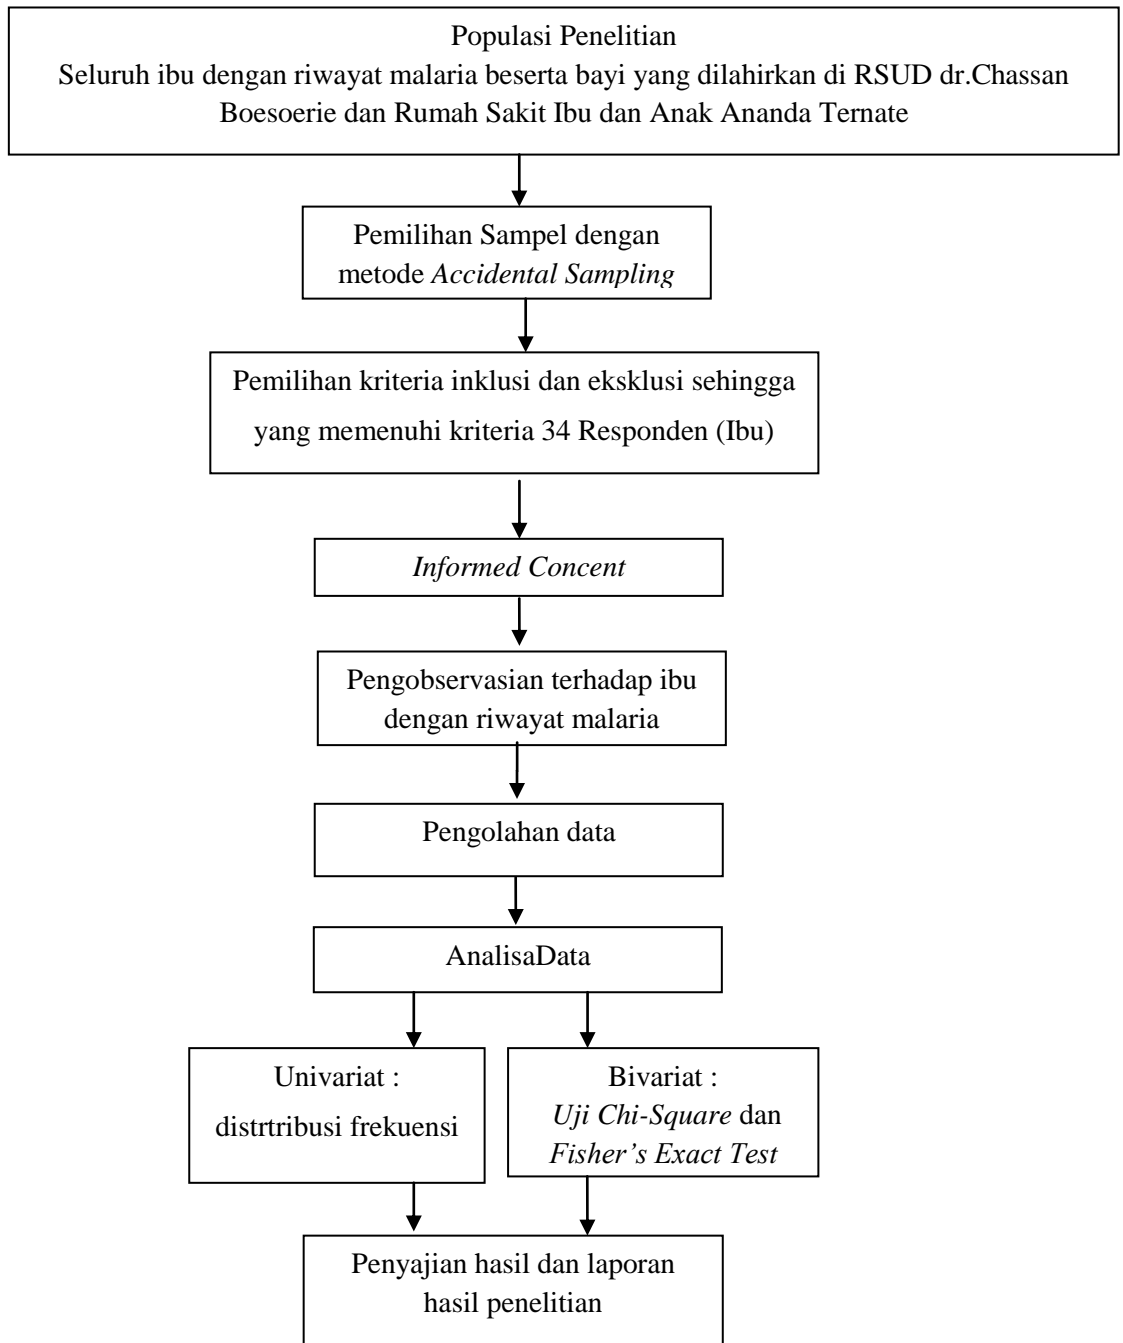 Populasi Penelitian
Seluruh ibu dengan riwayat malaria beserta bayi yang dilahirkan di RSUD dr.Chassan
Boesoerie dan Rumah Sakit Ibu dan Anak Ananda Ternate
Pemilihan Sampel dengan
metode Accidental Sampling
Pemilihan kriteria inklusi dan eksklusi sehingga
yang memenuhi kriteria 34 Responden (Ibu)
Informed Concent
Pengobservasian terhadap ibu
dengan riwayat malaria
Pengolahan data
AnalisaData
Univariat :
distrtribusi frekuensi
Bivariat :
Uji Chi-Square dan
Fisher’s Exact Test
Penyajian hasil dan laporan
hasil penelitian